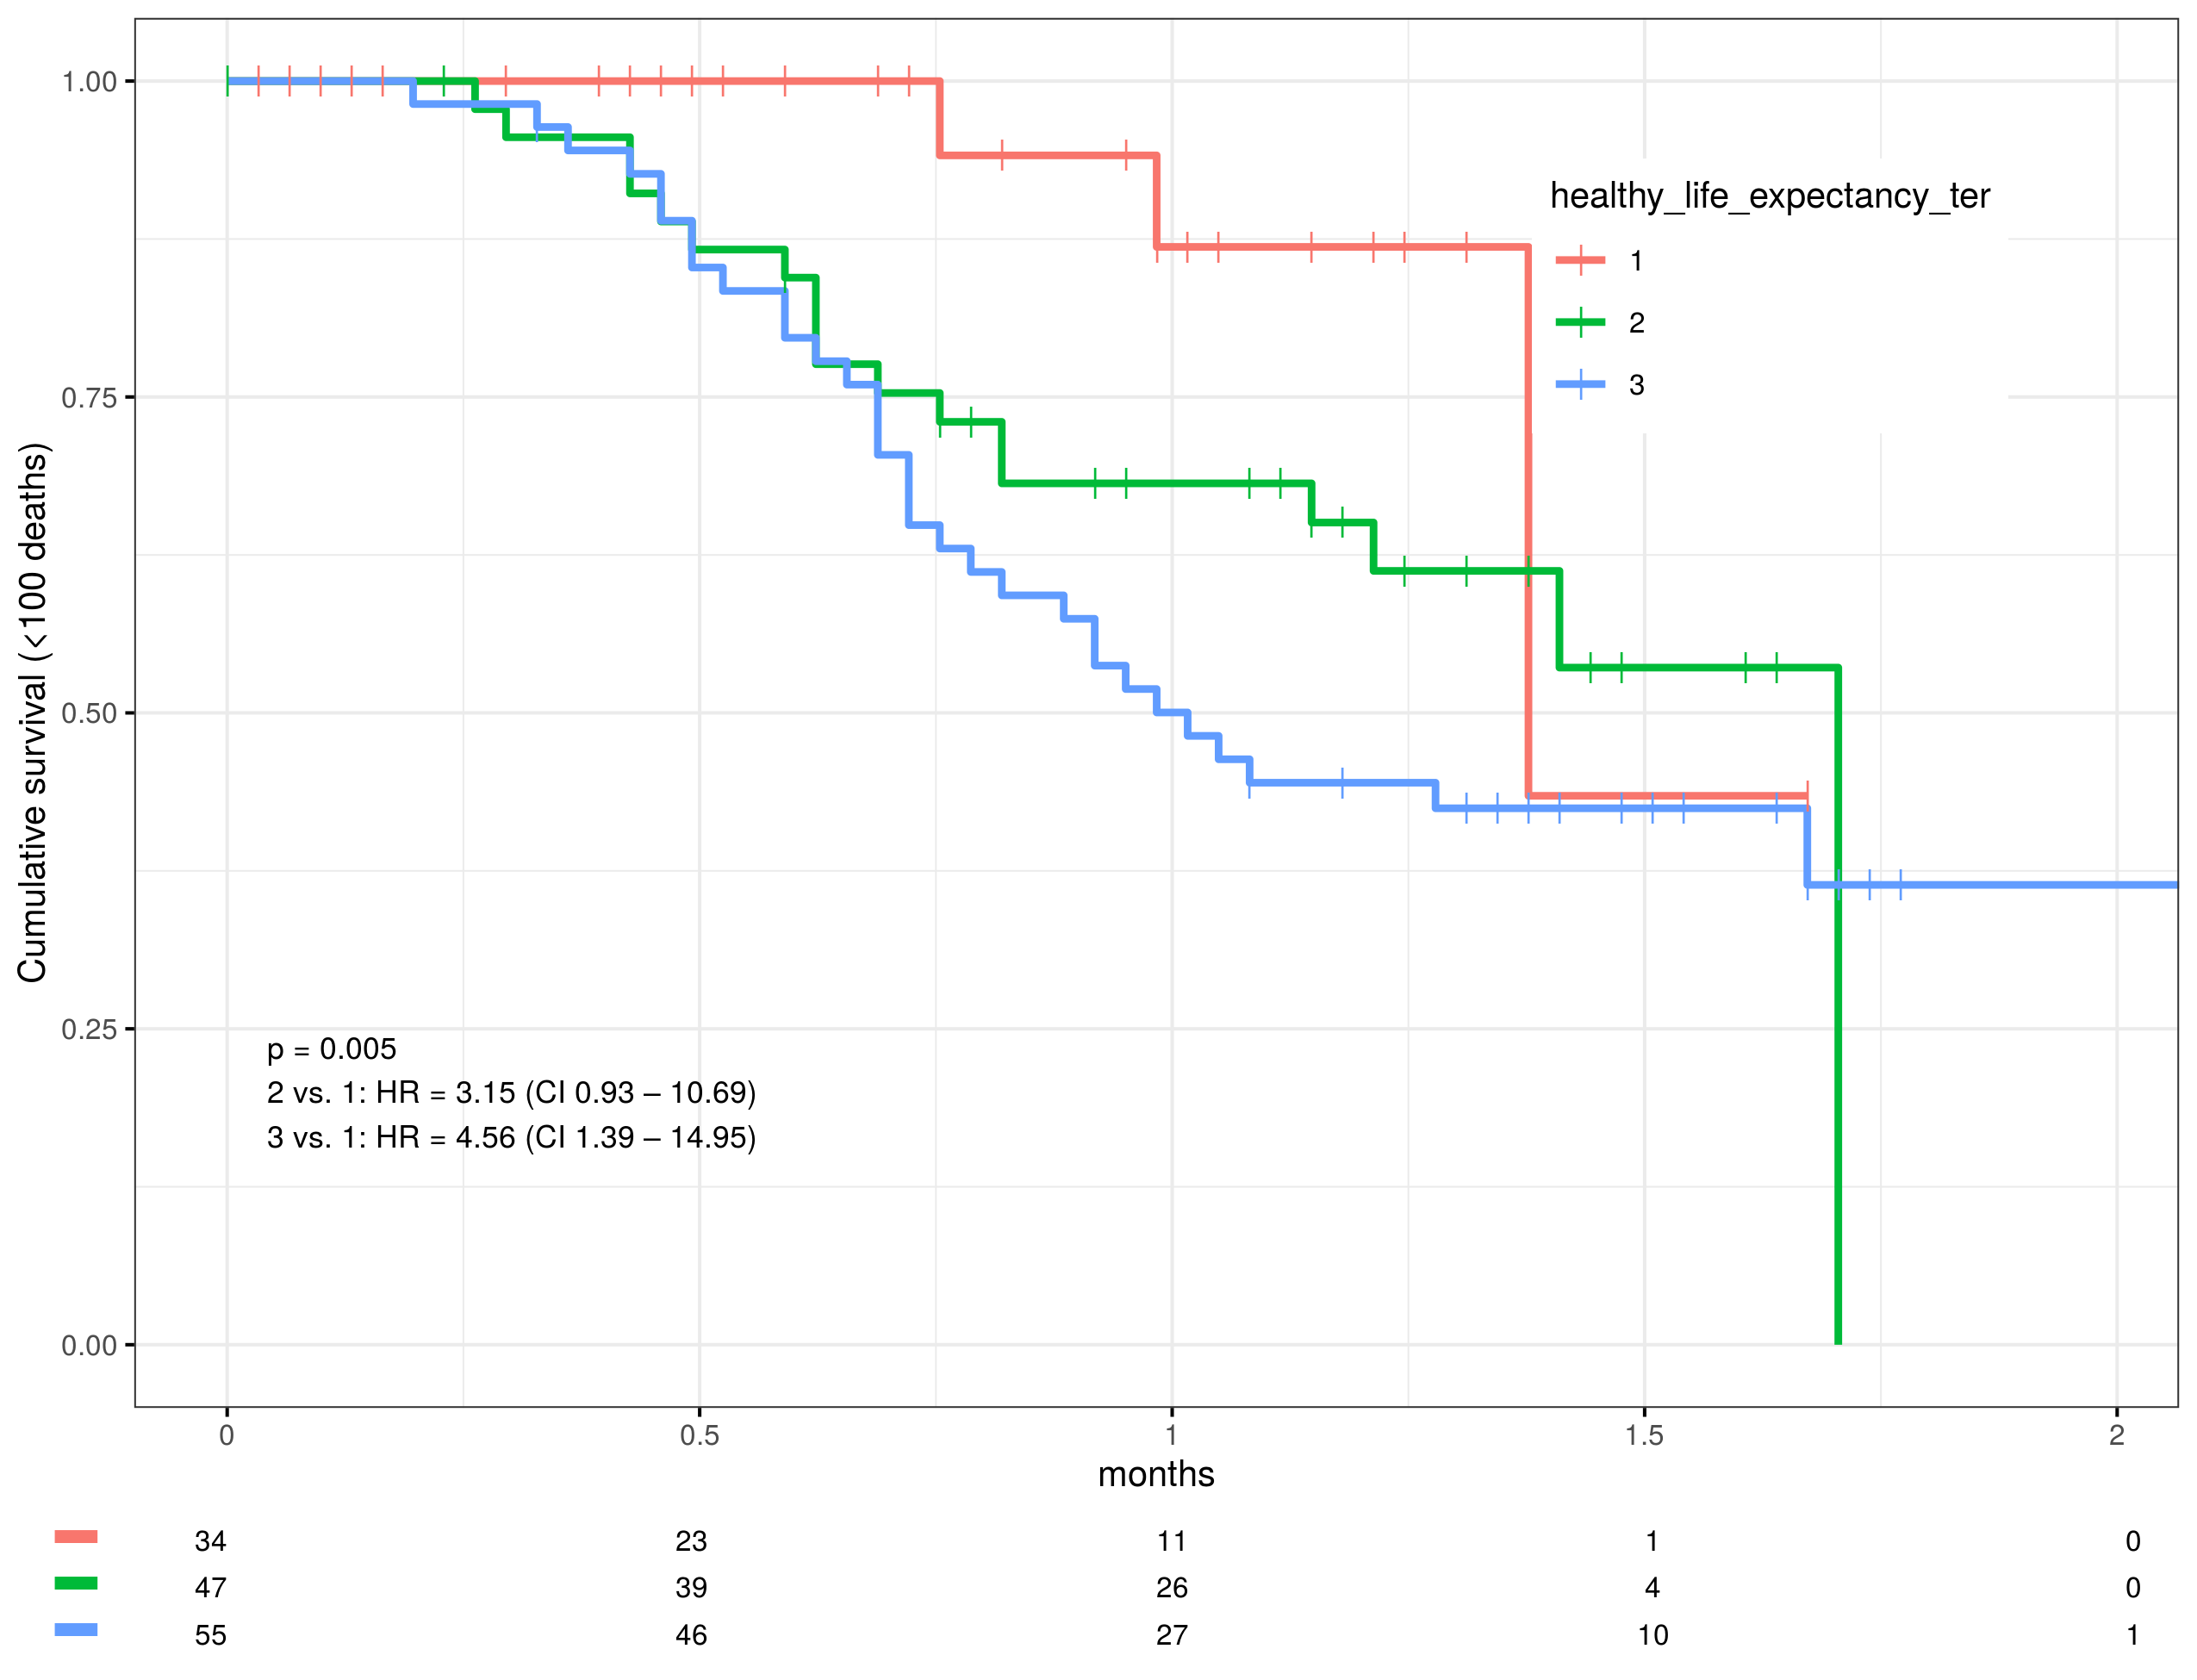 Cumulative survival (<100 deaths)
1.00
0.75
0.50
0.25
0.00
healthy_life_expectancy_ter
1
2
3
p = 0.005
2 vs. 1: HR = 3.15 (CI 0.93 – 10.69)
3 vs. 1: HR = 4.56 (CI 1.39 – 14.95)
0 0.5 1 1.5 2
months
34 23 11 1 0
47 39 26 4 0
55 46 27 10 1